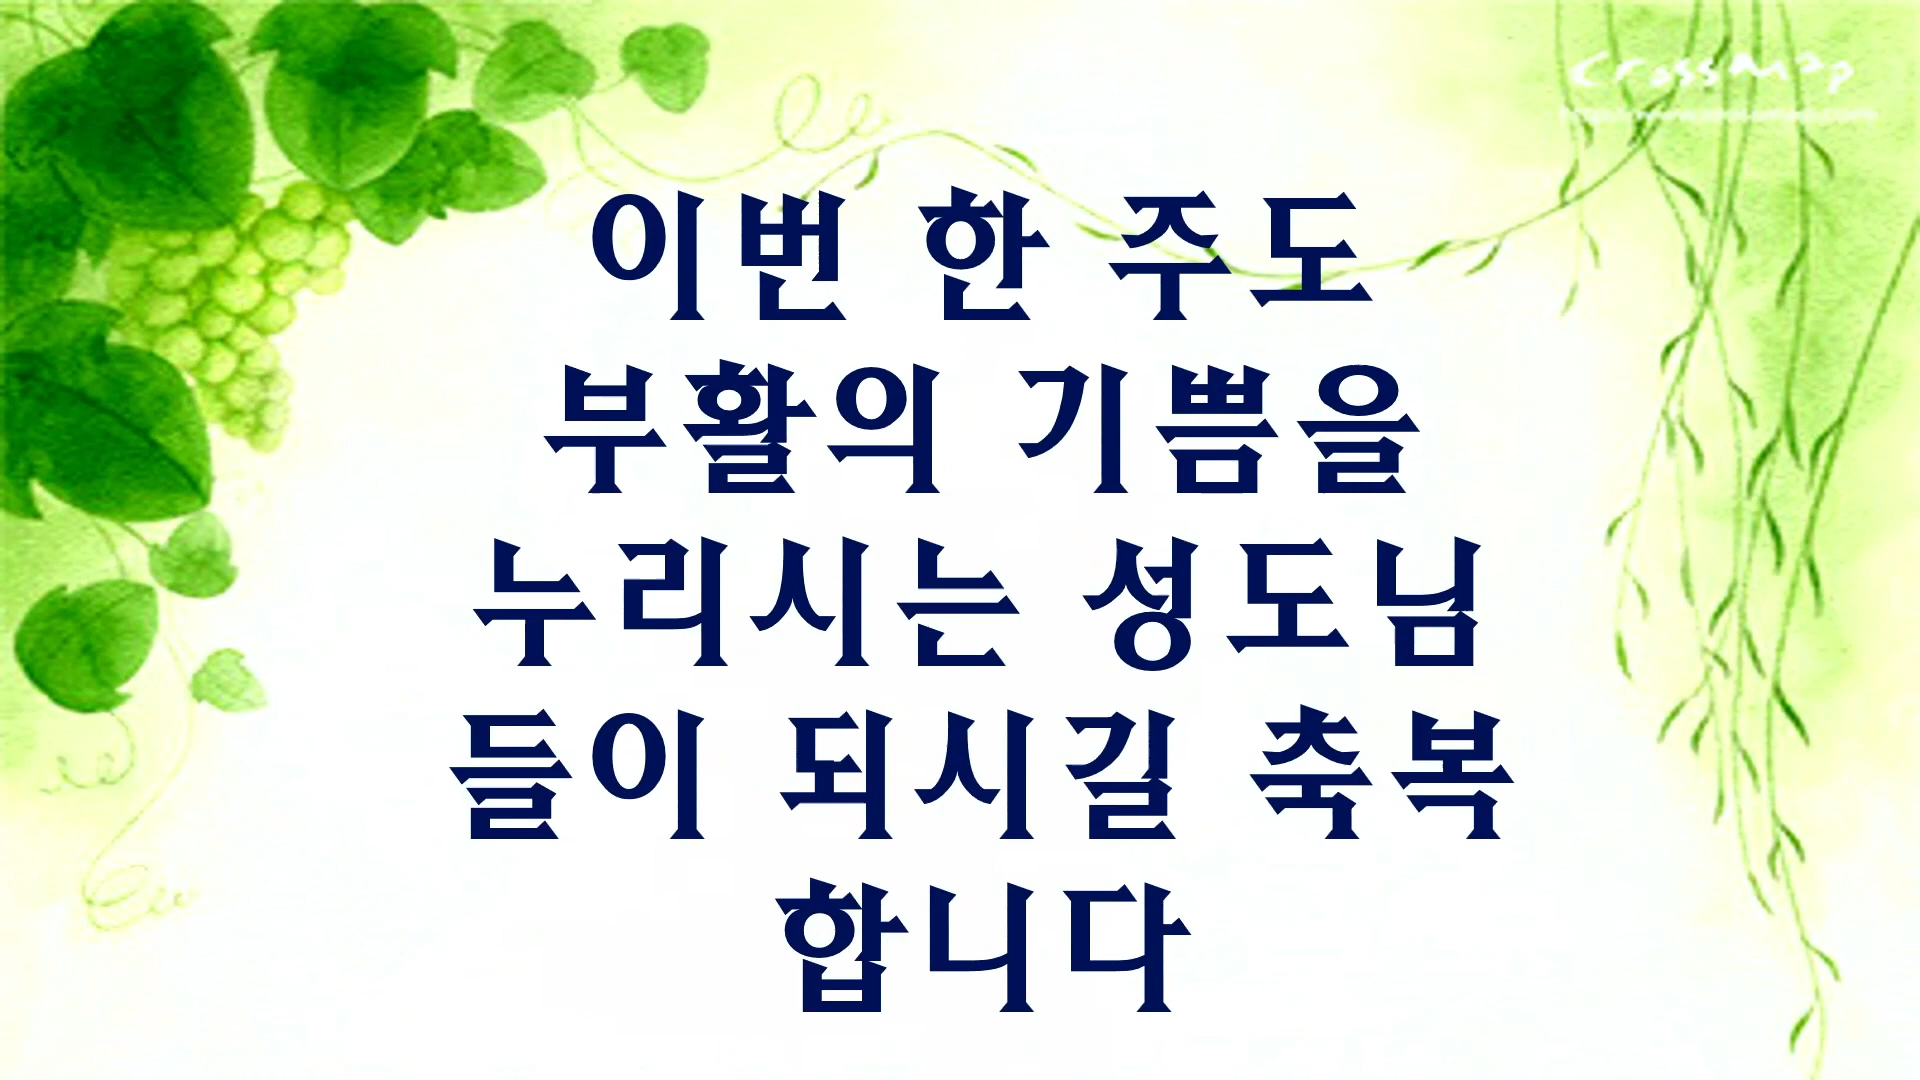 crossmap
이번 한 주도
부활의 기쁨을
누리시는 성도님
들이 되시길 축복
합니다